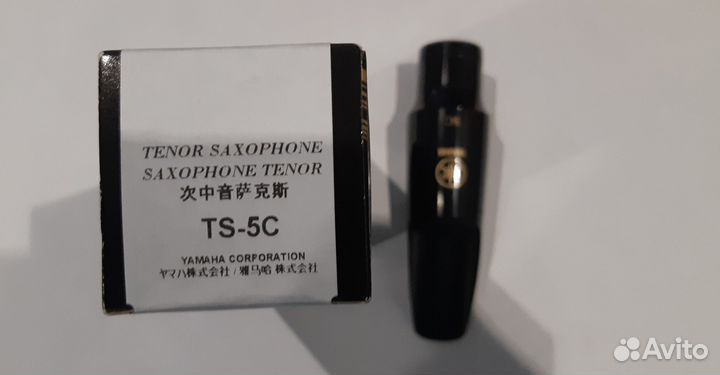 TENOR SAXOPHONE
SAXOPHONE TENOR
次中音萨克斯
TS-5C
YAMAHA CORPORATION
ヤマハ株式会社 / 雅马哈 株式会社
Avito